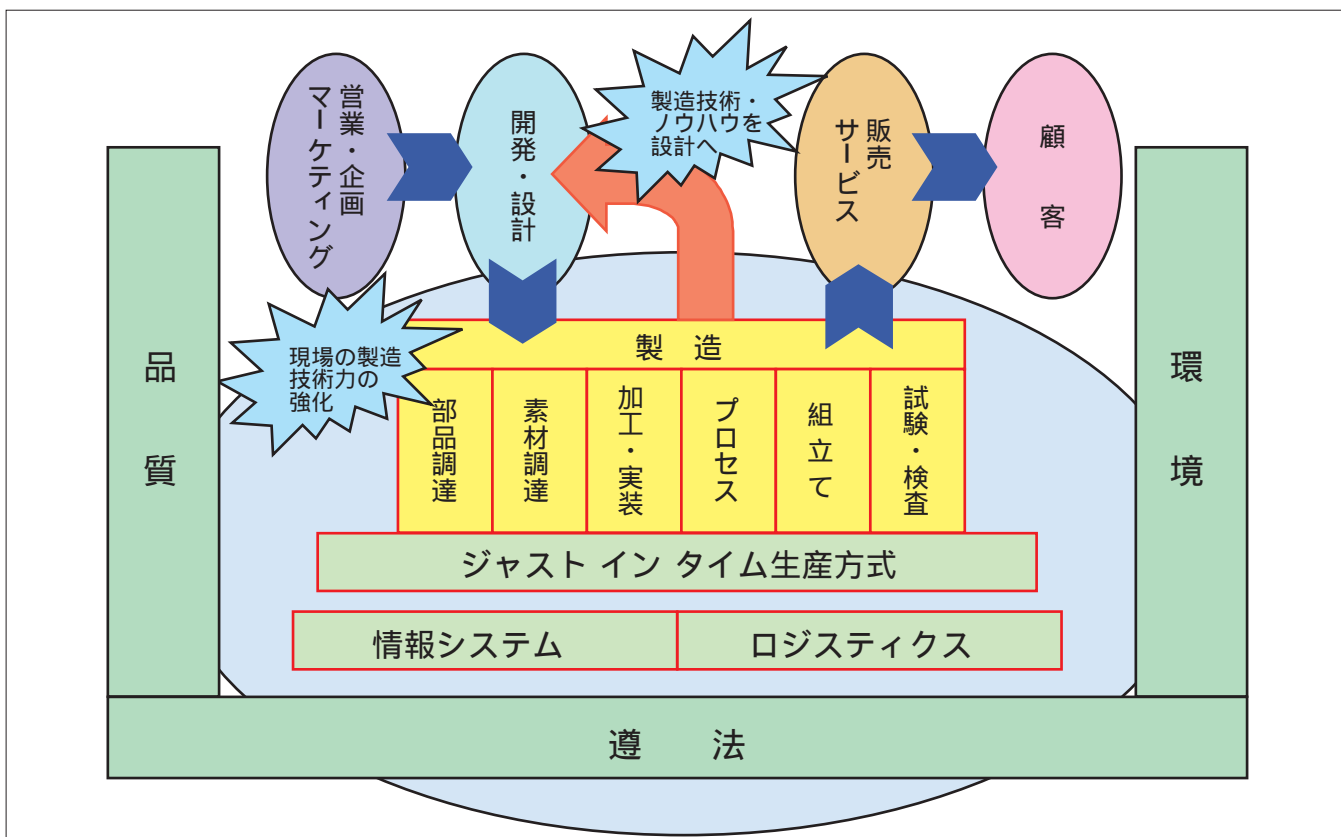 営業・企画
マーケティング
開発・設計
製造技術・
ノウハウを
設計へ
販売
サービス
顧客
現場の製造
技術力の
強化
製造
部品調達
素材調達
加工・実装
プロセス
組立て
試験・検査
ジャスト イン タイム生産方式
情報システム
ロジスティクス
品質
環境
遵法